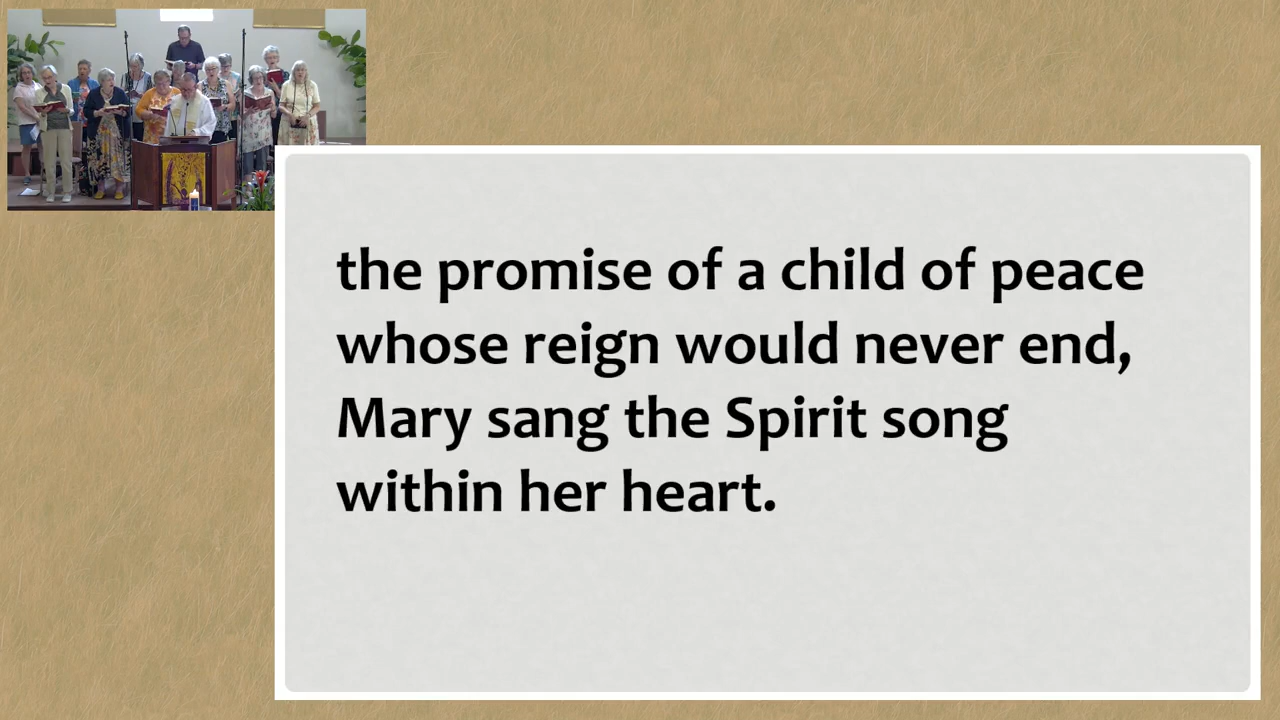 the promise of a child of peace
whose reign would never end,
Mary sang the Spirit song
within her heart.